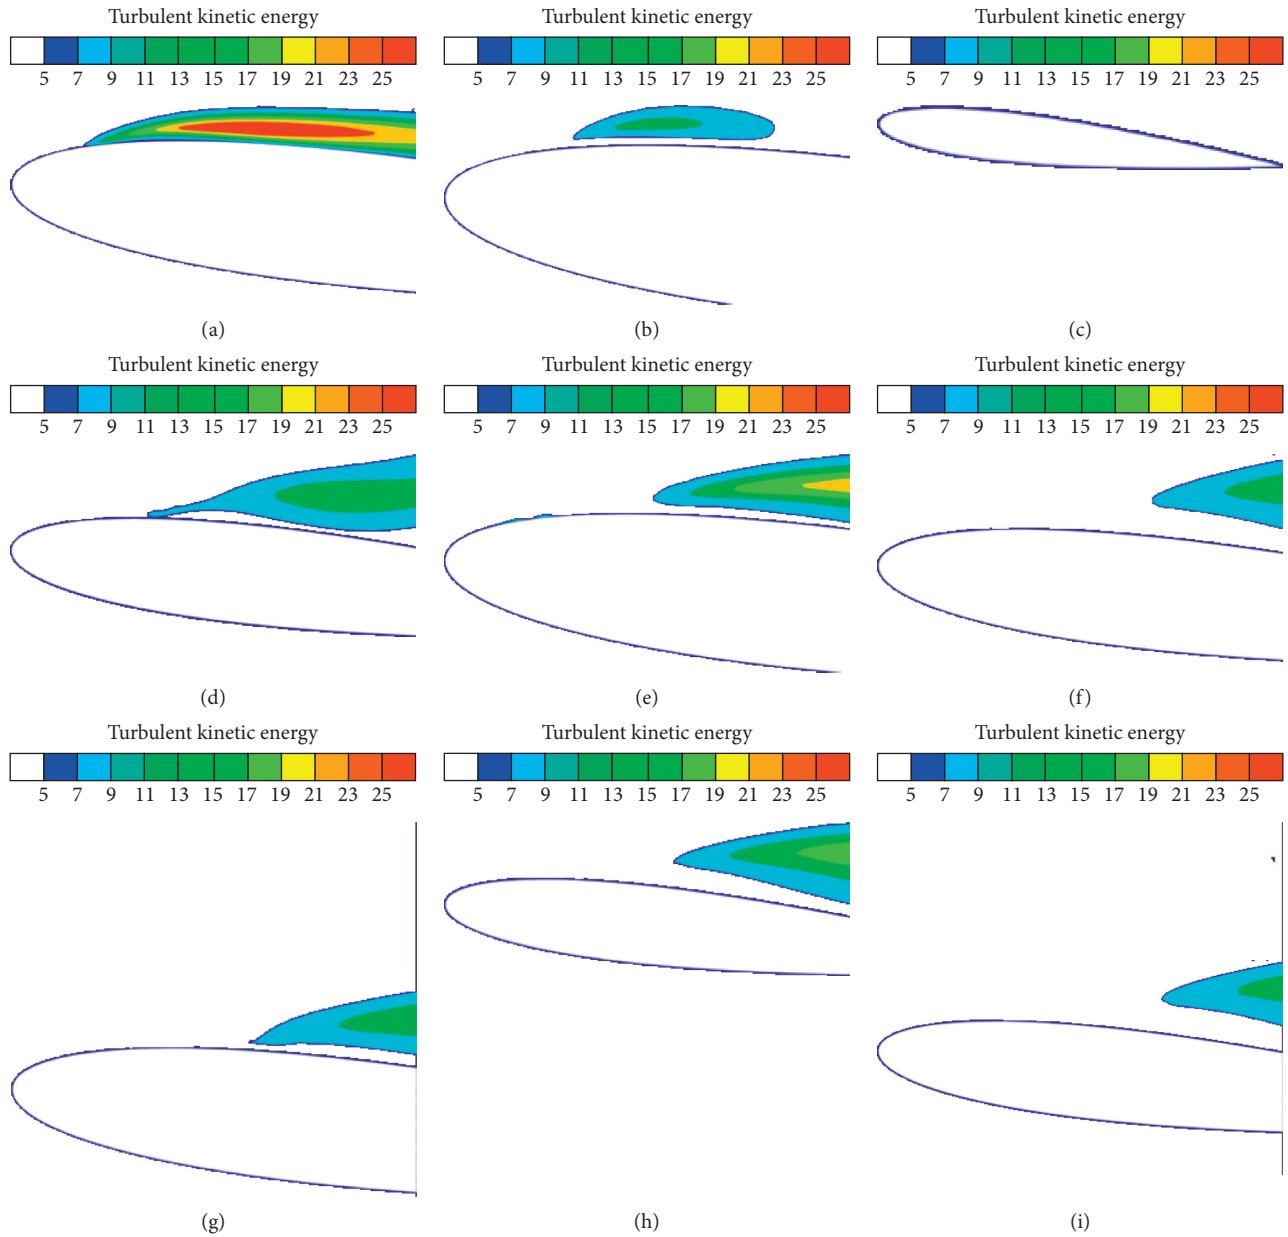 Turbulent kinetic energy Turbulent kinetic energy Turbulent kinetic energy
5 7 9 11 13 15 17 19 21 23 25 5 7 9 11 13 15 17 19 21 23 25 5 7 9 11 13 15 17 19 21 23 25
(a) (b) (c)
Turbulent kinetic energy Turbulent kinetic energy Turbulent kinetic energy
5 7 9 11 13 15 17 19 21 23 25 5 7 9 11 13 15 17 19 21 23 25 5 7 9 11 13 15 17 19 21 23 25
(d) (e) (f)
Turbulent kinetic energy Turbulent kinetic energy Turbulent kinetic energy
5 7 9 11 13 15 17 19 21 23 25 5 7 9 11 13 15 17 19 21 23 25 5 7 9 11 13 15 17 19 21 23 25
(g) (h) (i)